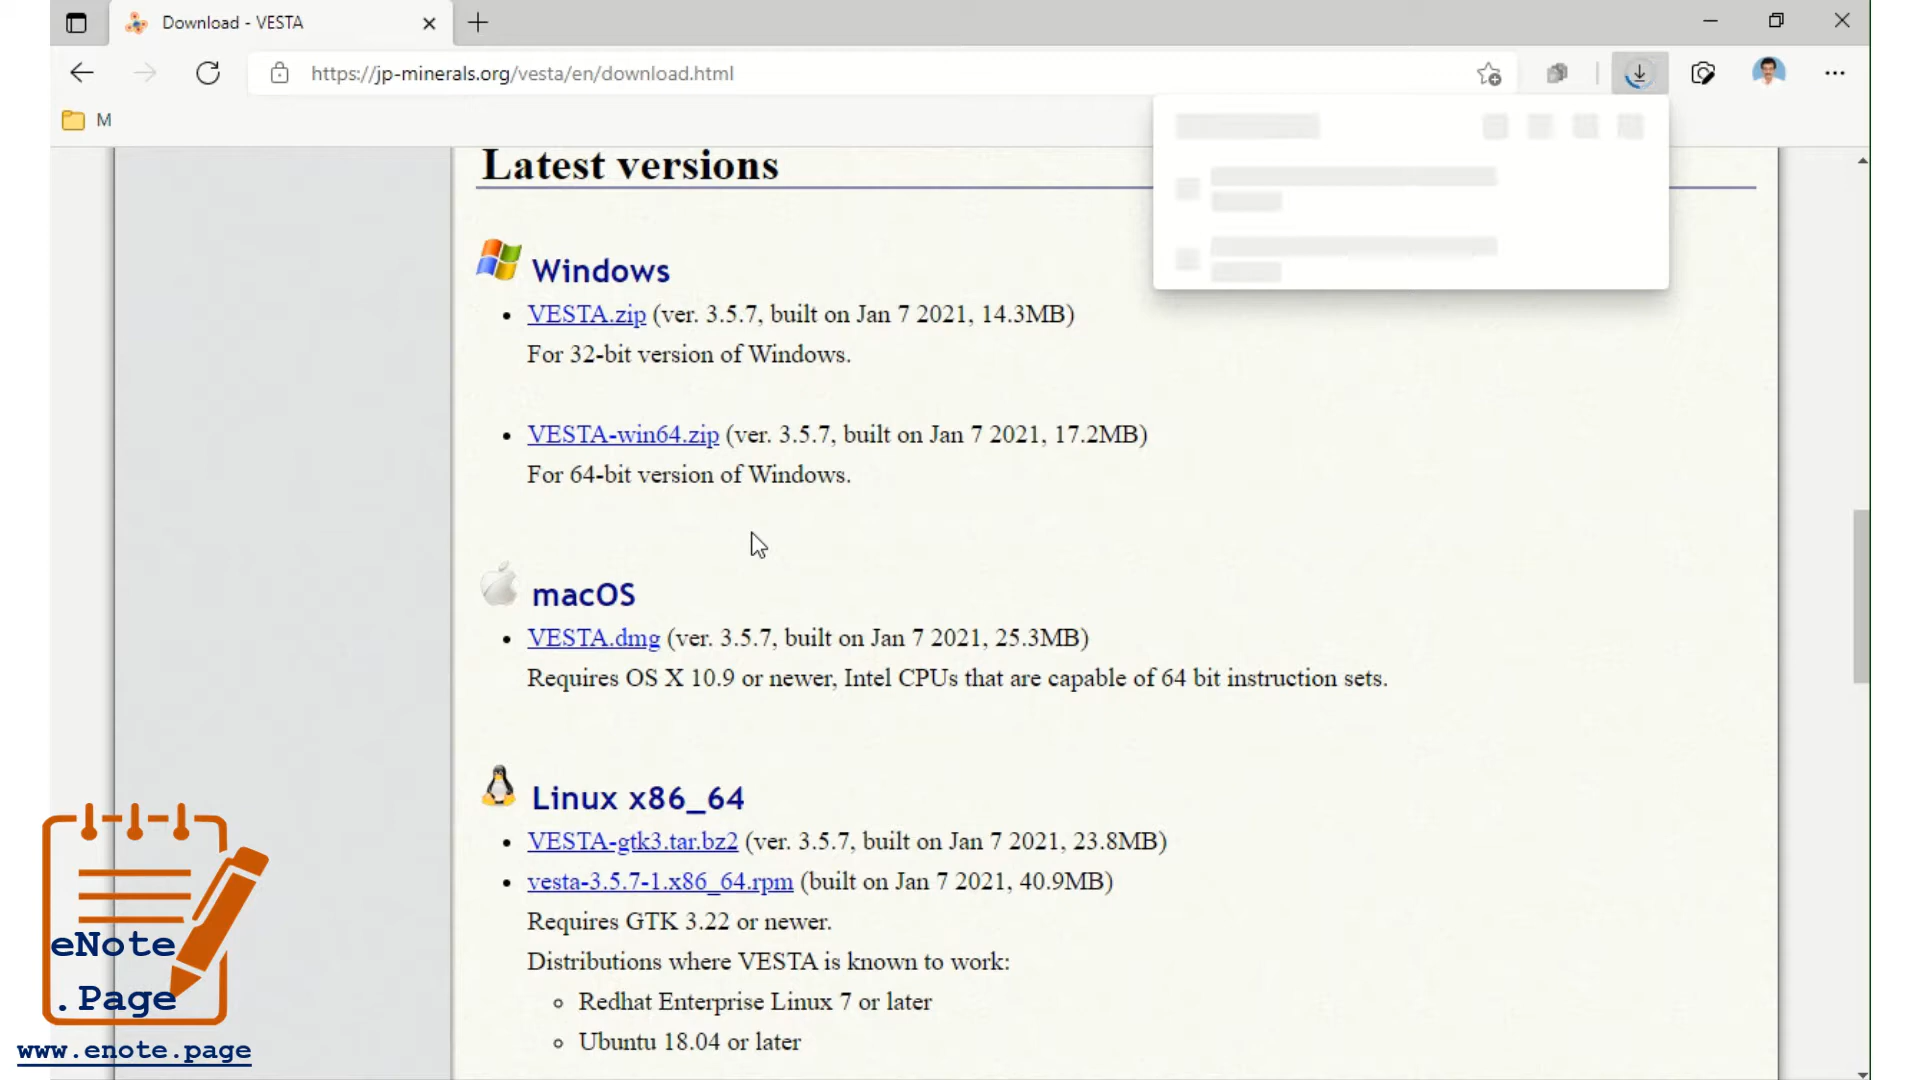 Download - VESTA
https://jp-minerals.org/vesta/en/download.html
M
Latest versions
Windows
VESTA.zip (ver. 3.5.7, built on Jan 7 2021, 14.3MB)
For 32-bit version of Windows.
VESTA-win64.zip (ver. 3.5.7, built on Jan 7 2021, 17.2MB)
For 64-bit version of Windows.
macOS
VESTA.dmg (ver. 3.5.7, built on Jan 7 2021, 25.3MB)
Requires OS X 10.9 or newer, Intel CPUs that are capable of 64 bit instruction sets.
Linux x86_64
VESTA-gtk3.tar.bz2 (ver. 3.5.7, built on Jan 7 2021, 23.8MB)
vesta-3.5.7-1.x86_64.rpm (built on Jan 7 2021, 40.9MB)
Requires GTK 3.22 or newer.
Distributions where VESTA is known to work:
Redhat Enterprise Linux 7 or later
Ubuntu 18.04 or later
eNote
.Page
www.enote.page